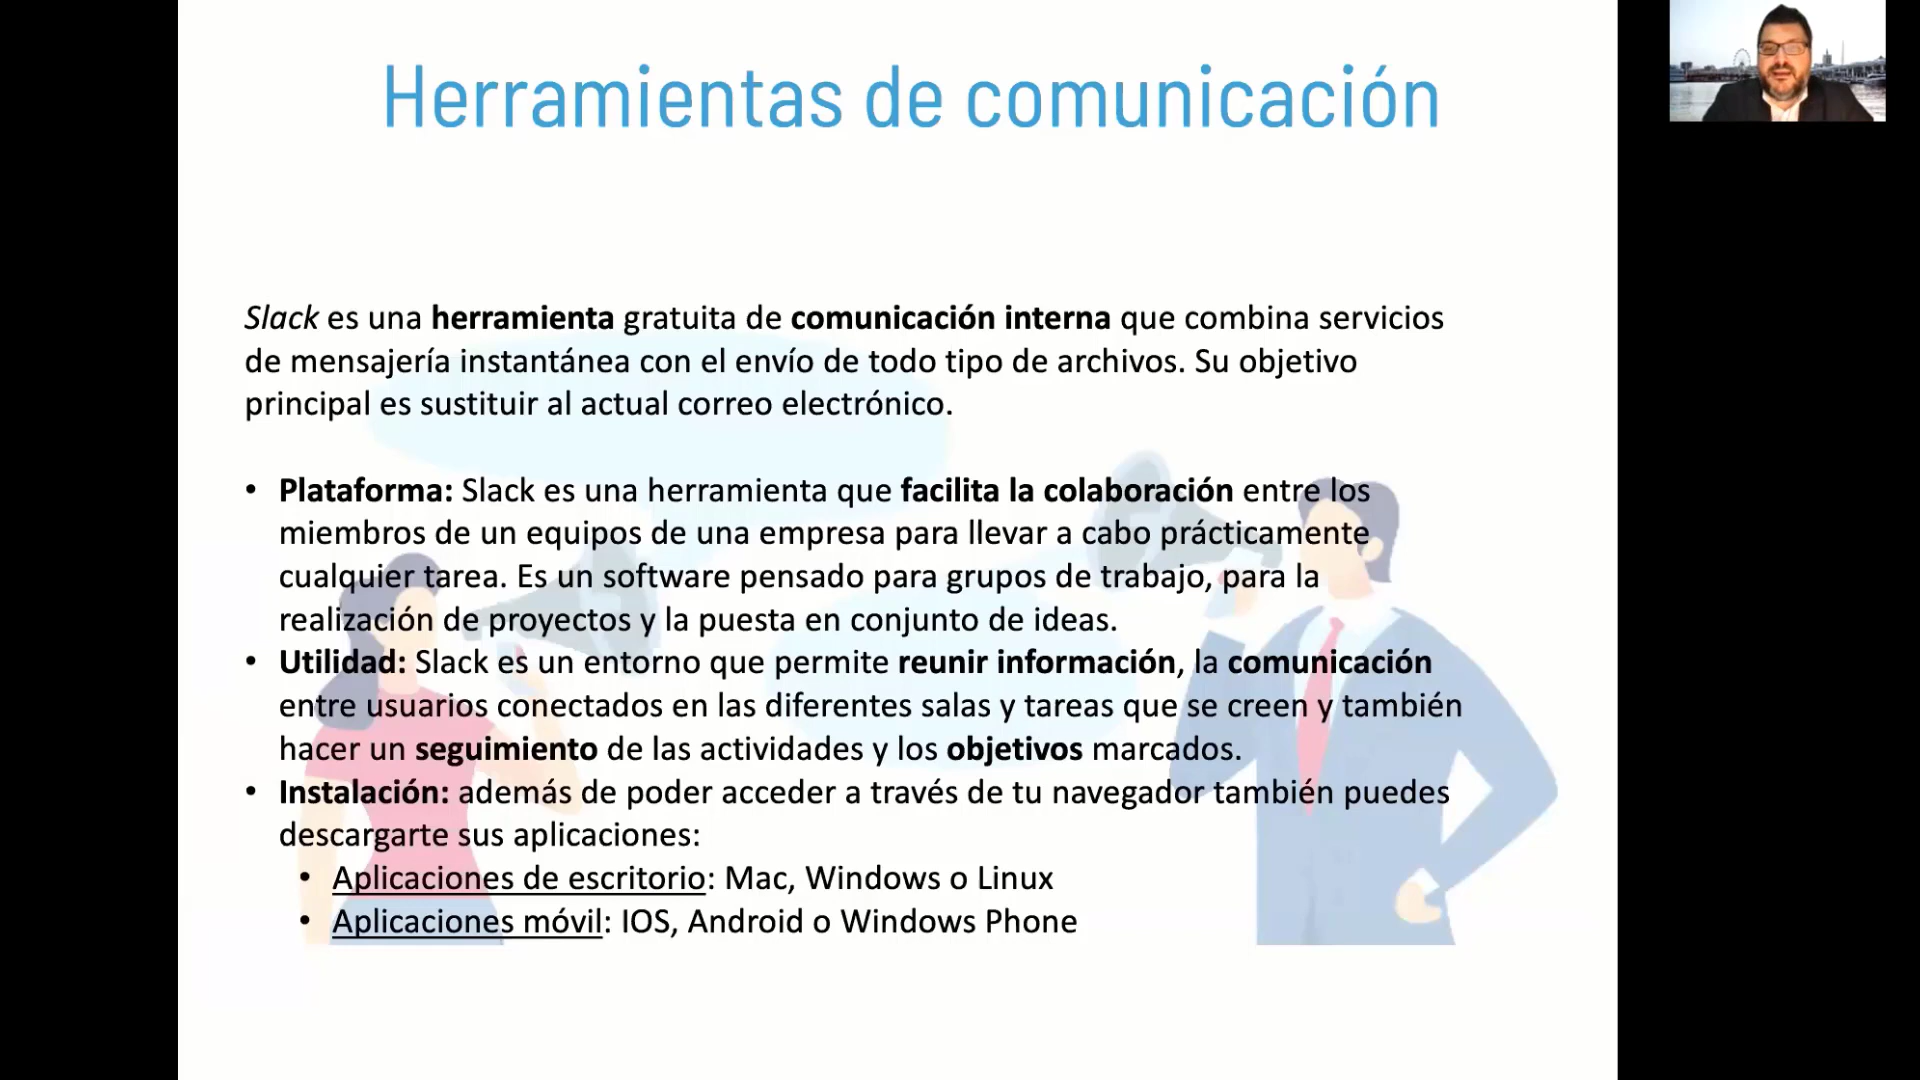 Herramientas de comunicación
Slack es una herramienta gratuita de comunicación interna que combina servicios
de mensajería instantánea con el envío de todo tipo de archivos. Su objetivo
principal es sustituir al actual correo electrónico.
• Plataforma: Slack es una herramienta que facilita la colaboración entre los
miembros de un equipos de una empresa para llevar a cabo prácticamente
cualquier tarea. Es un software pensado para grupos de trabajo, para la
realización de proyectos y la puesta en conjunto de ideas.
• Utilidad: Slack es un entorno que permite reunir información, la comunicación
entre usuarios conectados en las diferentes salas y tareas que se creen y también
hacer un seguimiento de las actividades y los objetivos marcados.
• Instalación: además de poder acceder a través de tu navegador también puedes
descargarte sus aplicaciones:
• Aplicaciones de escritorio: Mac, Windows o Linux
• Aplicaciones móvil: IOS, Android o Windows Phone